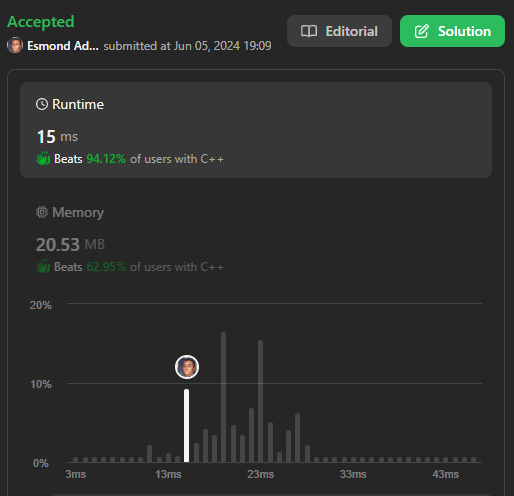 Accepted
Esmond Ad... submitted at Jun 05, 2024 19:09
Editorial
Solution
Runtime
15 ms
Beats 94.12% of users with C++
Memory
20.53 MB
Beats 62.95% of users with C++
20%
10%
0%
3ms 13ms 23ms 33ms 43ms